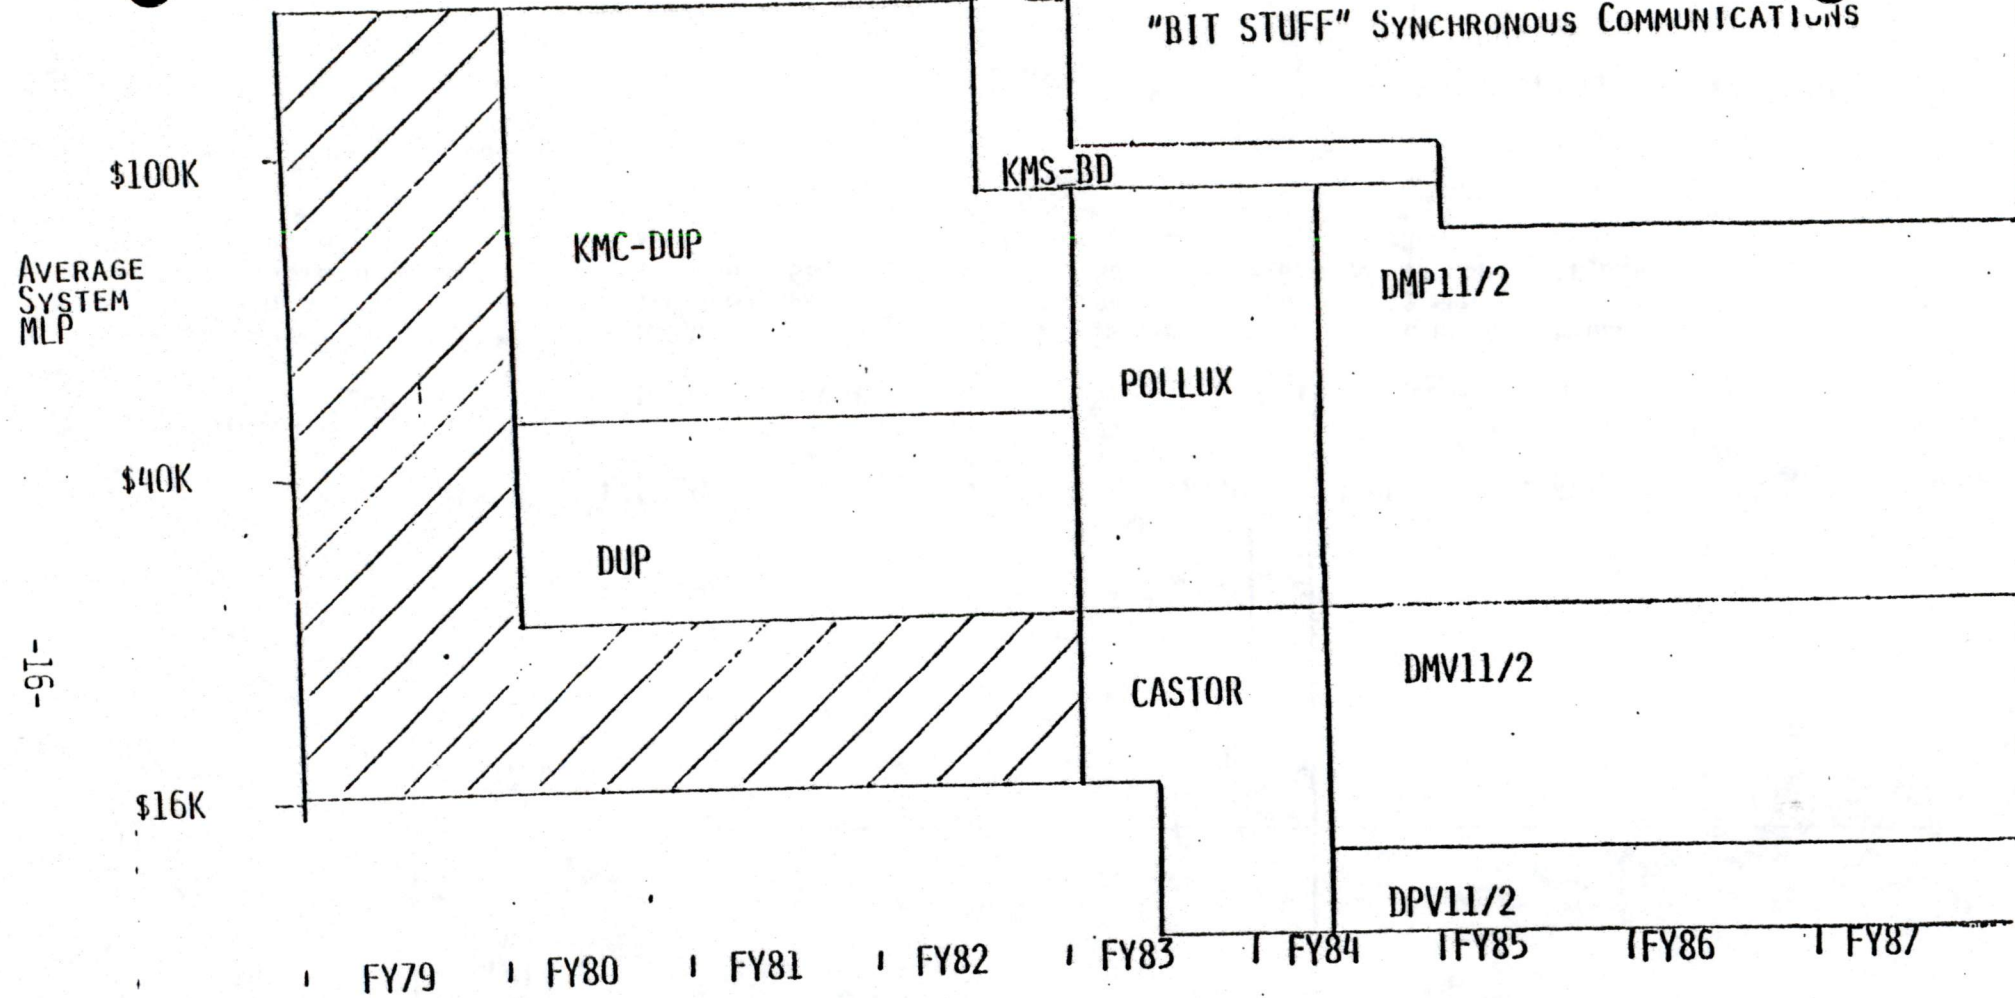 "BIT STUFF" SYNCHRONOUS COMMUNICATIONS
$100K
KMS-BD
KMC-DUP
AVERAGE
SYSTEM
MLP
DMP11/2
POLLUX
$40K
DUP
-16-
DMV11/2
CASTOR
$16K
DPV11/2
FY79 FY80 FY81 FY82 FY83 FY84 FY85 FY86 FY87